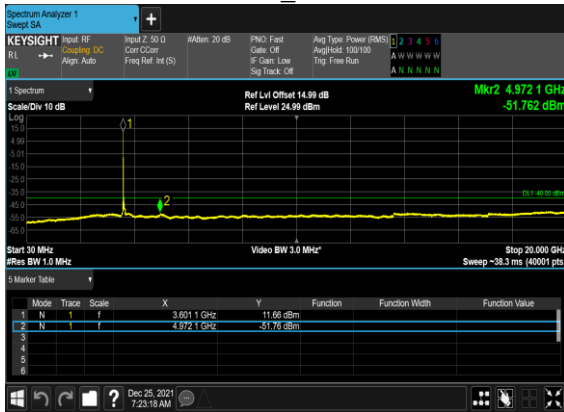 Spectrum Analyzer 1
Swept SA
+
KEYSIGHT Input: RF Input Z: 50 Ω #Atten: 20 dB PNO: Fast Avg Type: Power (RMS) 1 2 3 4 5 6
RL Coupling: DC Corr CCorr Gate: Off Avg|Hold: 100/100 A W W W W W
Align: Auto Freq Ref: Int (S) IF Gain: Low Trig: Free Run
Sig Track: Off A N N N N N
1 Spectrum Ref Lvl Offset 14.99 dB Mkr2 4.972 1 GHz
Scale/Div 10 dB Ref Level 24.99 dBm -51.762 dBm
Log
15.0
4.99
-5.01
-15.0
-25.0
-35.0
-45.0
-55.0
-65.0
1
2
DL1 -40.00 dBm
Start 30 MHz Video BW 3.0 MHz* Stop 20.000 GHz
#Res BW 1.0 MHz Sweep ~38.3 ms (40001 pts)
5 Marker Table
Mode Trace Scale X Y Function Function Width Function Value
1 N 1 f 3.601 1 GHz 11.66 dBm
2 N 1 f 4.972 1 GHz -51.76 dBm
3
4
5
6
? Dec 25, 2021
7:23:18 AM